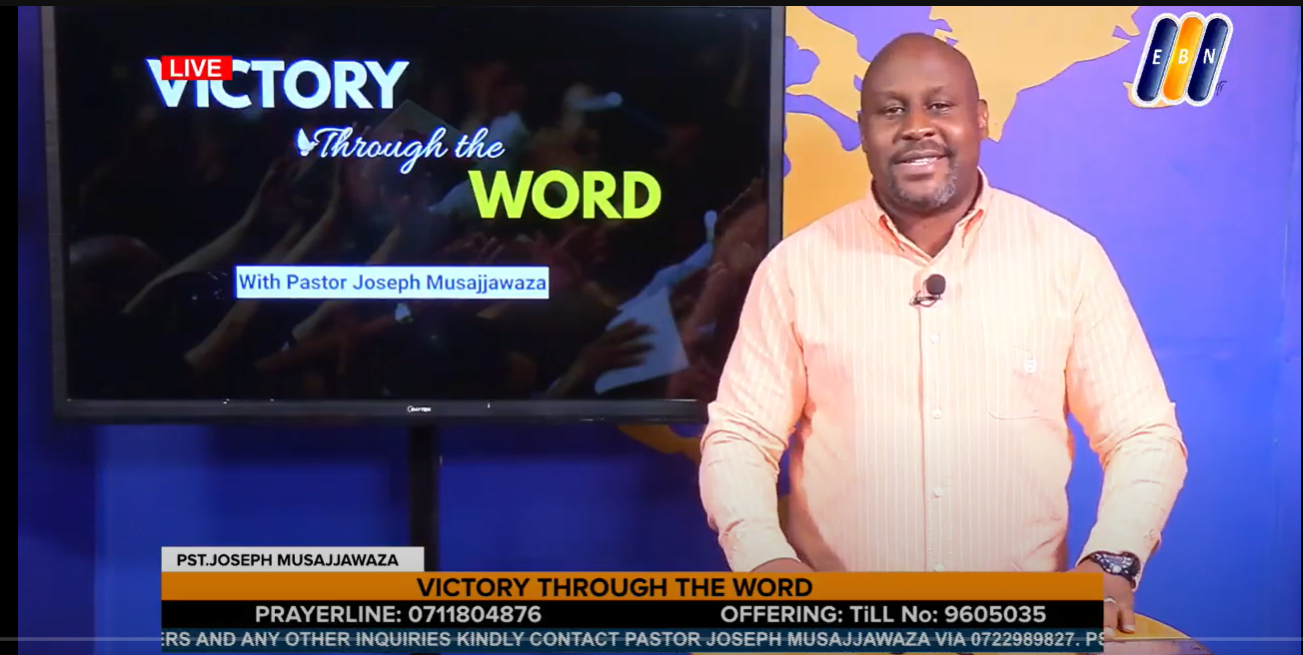 LIVE
VICTORY
Through the
WORD
With Pastor Joseph Musajjawaza
E B N
PST.JOSEPH MUSAJJAWAZA
VICTORY THROUGH THE WORD
PRAYERLINE: 0711804876
OFFERING: TiLL No: 9605035
ERS AND ANY OTHER INQUIRIES KINDLY CONTACT PASTOR JOSEPH MUSAJJAWAZA VIA 0722989827. PS